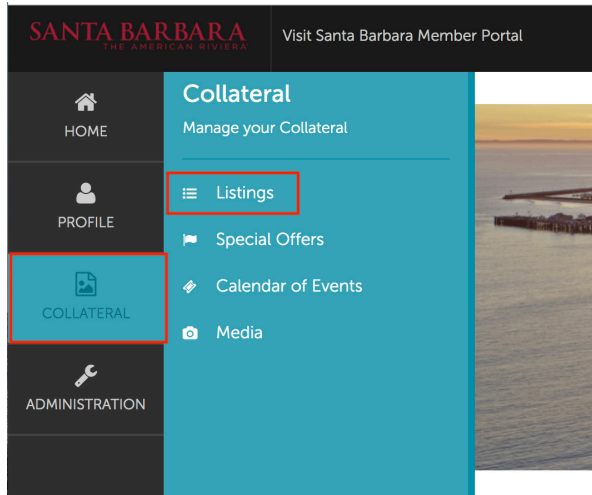 SANTA BARBARA
THE AMERICAN RIVIERA
Visit Santa Barbara Member Portal
HOME
PROFILE
COLLATERAL
ADMINISTRATION
Collateral
Manage your Collateral
Listings
Special Offers
Calendar of Events
Media